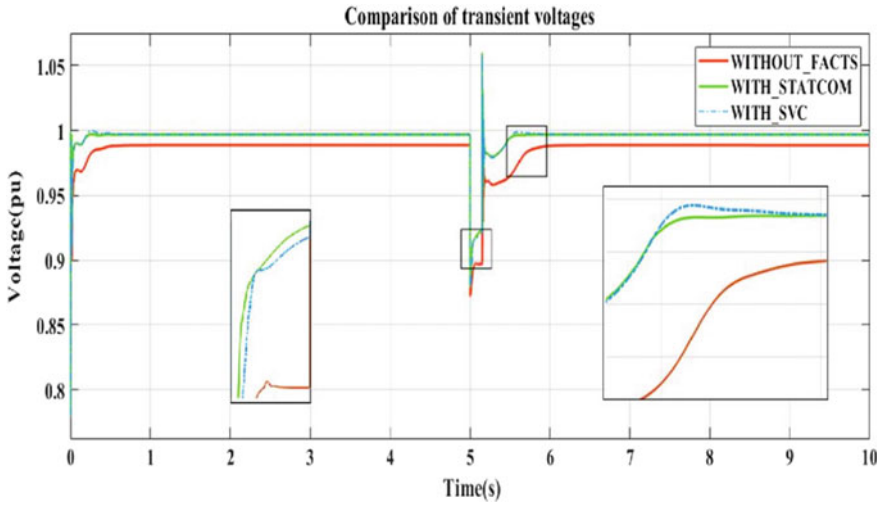 Comparison of transient voltages
WITHOUT_FACTS
WITH_STATCOM
WITH_SVC
1.05
1
0.95
0.9
0.85
0.8
Voltage(pu)
0 1 2 3 4 5 6 7 8 9 10
Time(s)